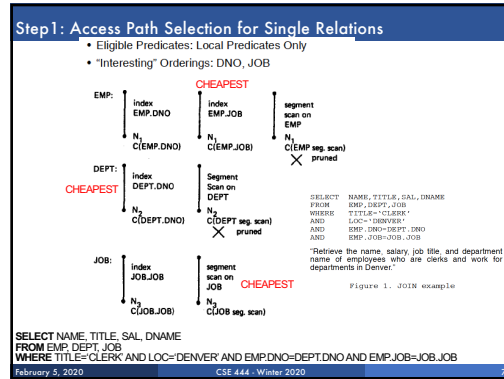 Step1: Access Path Selection for Single Relations
• Eligible Predicates: Local Predicates Only
• "Interesting" Orderings: DNO, JOB
CHEAPEST
EMP:
index
EMP.DNO
N1
C(EMP.DNO)
index
EMP.JOB
N1
C(EMP.JOB)
segment
scan on
EMP
N1
C(EMP seg. scan)
pruned
DEPT:
CHEAPEST
index
DEPT.DNO
N2
C(DEPT.DNO)
Segment
Scan on
DEPT
N2
C(DEPT seg. scan)
pruned
SELECT NAME,TITLE,SAL,DNAME
FROM EMP,DEPT,JOB
WHERE TITLE='CLERK'
AND LOC='DENVER'
AND EMP.DNO=DEPT.DNO
AND EMP.JOB=JOB.JOB
"Retrieve the name, salary, job title, and department
name of employees who are clerks and work for
departments in Denver."
Figure 1. JOIN example
JOB:
index
JOB.JOB
N3
C(JOB.JOB)
segment
scan on
JOB
N3
C(JOB seg. scan)
CHEAPEST
SELECT NAME, TITLE, SAL, DNAME
FROM EMP, DEPT, JOB
WHERE TITLE='CLERK' AND LOC='DENVER' AND EMP.DNO=DEPT.DNO AND EMP.JOB=JOB.JOB
February 5, 2020 CSE 444 - Winter 2020